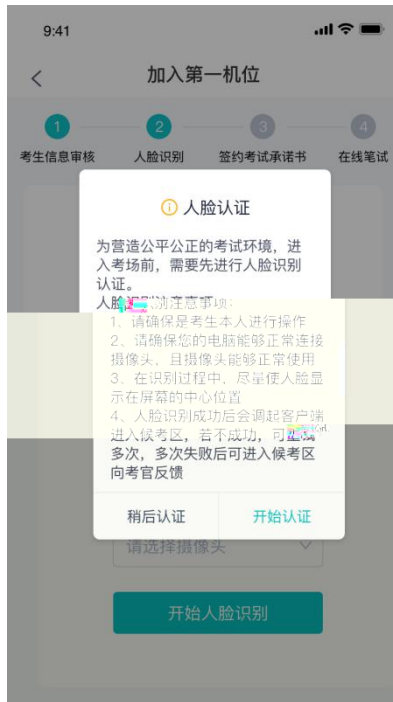 9:41
加入第一机位
1
2
3
4
考生信息审核
人脸识别
签约考试承诺书
在线笔试
人脸认证
为营造公平公正的考试环境，进
入考场前，需要先进行人脸识别
认证。
人脸识别注意事项：
1、请确保是考生本人进行操作
2、请确保您的电脑能够正常连接
摄像头，且摄像头能够正常使用
3、在识别过程中，尽量使人脸显
示在屏幕的中心位置
4、人脸识别成功后会调起客户端
进入候考区，若不成功，可
多次，多次失败后可进入候考区
向考官反馈
稍后认证
开始认证
请选择摄像头
开始人脸识别